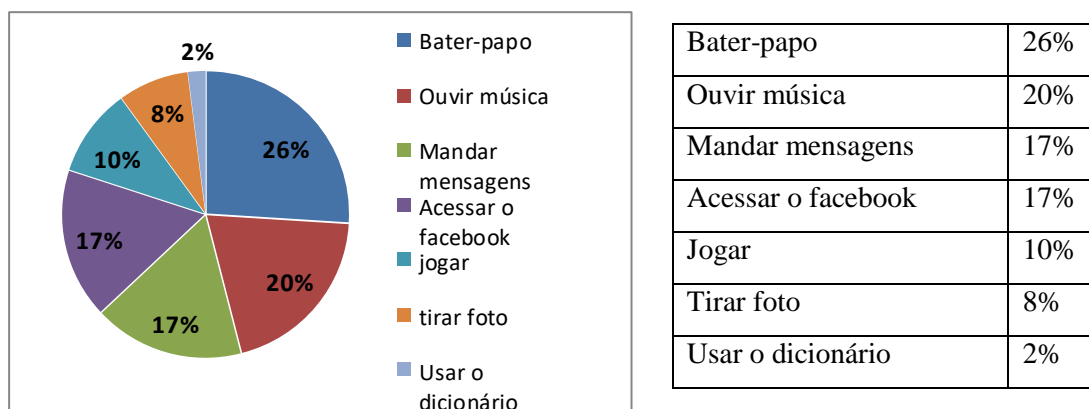 2%
8%
10%
17%
17%
20%
26%
Bater-papo
Ouvir música
Mandar
mensagens
Acessar o
facebook
jogar
tirar foto
Usar o
dicionário
Bater-papo 26%
Ouvir música 20%
Mandar mensagens 17%
Acessar o facebook 17%
Jogar 10%
Tirar foto 8%
Usar o dicionário 2%